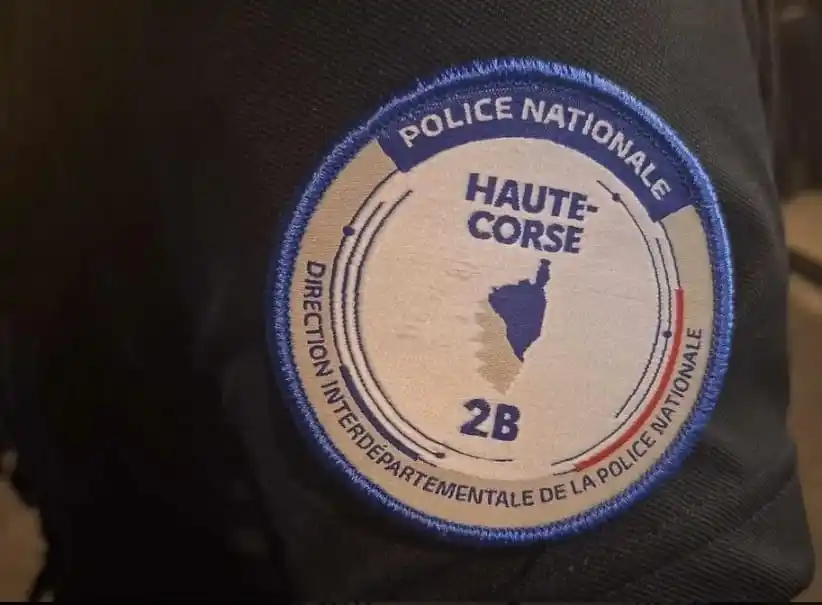 POLICE NATIONALE
HAUTE-
CORSE
2B
DIRECTION INTERDÉPARTEMENTALE DE LA POLICE NATIONALE